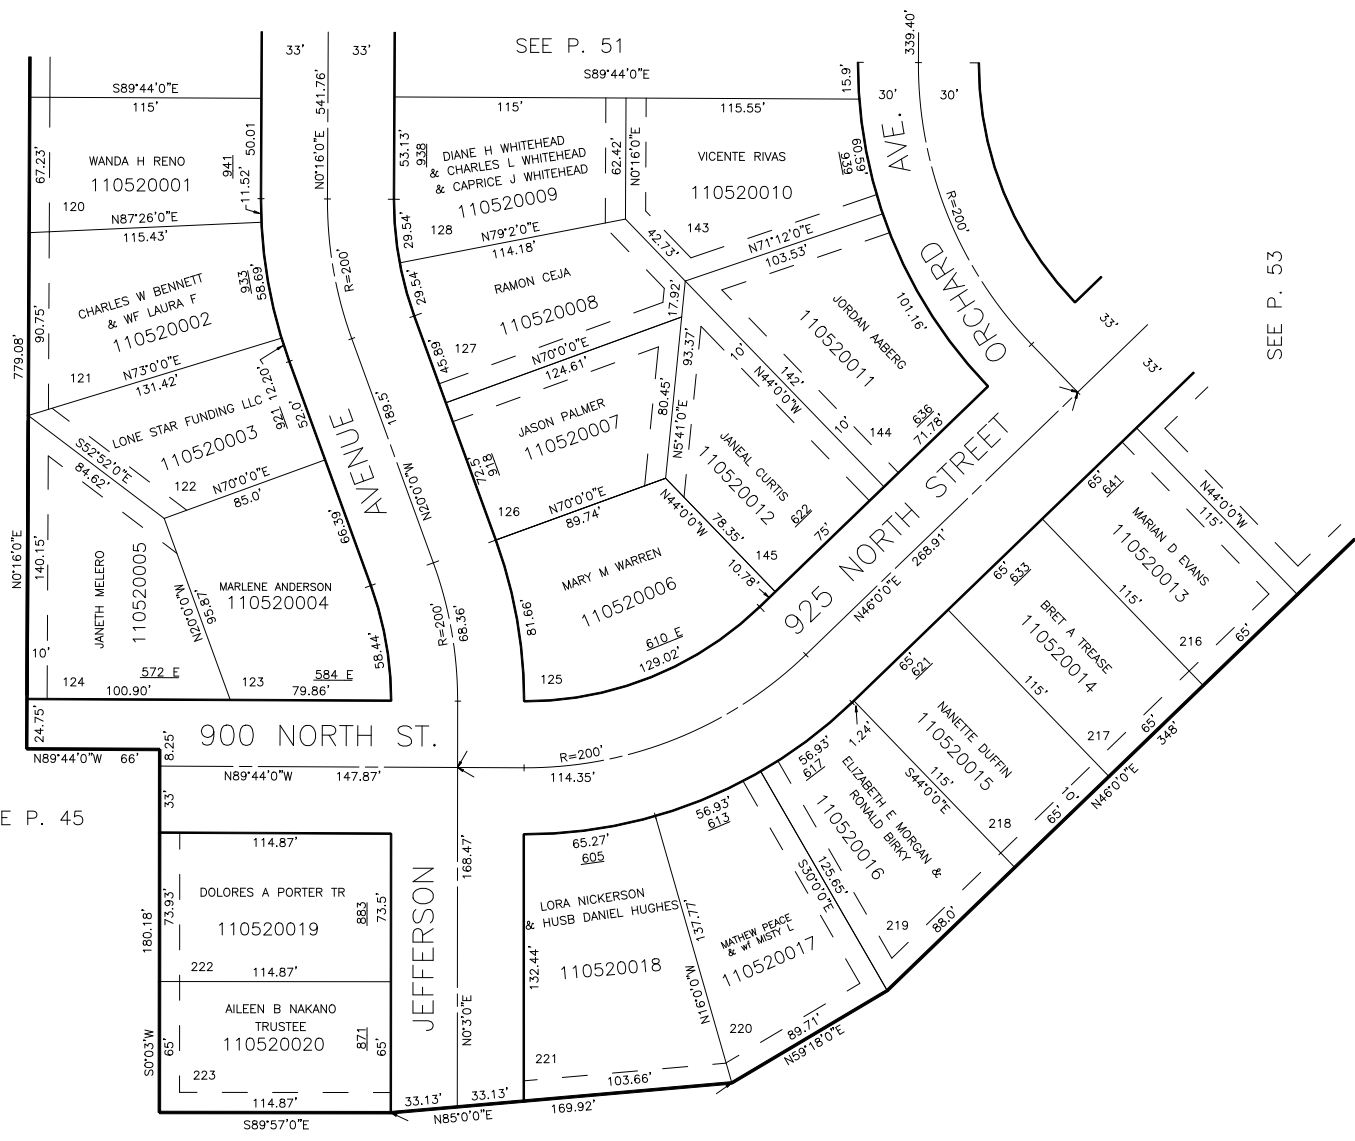 SEE P. 51
S89°44'0"E
S89°44'0"E
115'
115'
115.55'
33'
33'
541.76'
339.40'
15.9'
30'
30'
67.23'
WANDA H RENO
110520001
941
50.01
11.52'
120
N87°26'0"E
115.43'
N0°16'0"E
53.13'
938
DIANE H WHITEHEAD
& CHARLES L WHITEHEAD
& CAPRICE J WHITEHEAD
110520009
128
62.42'
N0°16'0"E
VICENTE RIVAS
110520010
143
60.59'
939
AVE.
ORCHARD
R=200'
29.54'
N79°2'0"E
114.18'
42.73'
N71°12'0"E
103.53'
CHARLES W BENNETT
& WF LAURA F
110520002
933
58.69'
90.75'
779.08'
121
N73°0'0"E
131.42'
R=200'
29.54'
RAMON CEJA
110520008
17.92'
127
45.89'
N70°0'0"E
124.61'
JORDAN AABERG
110520011
101.16'
10'
142'
N44°0'0"W
10'
144
636
71.78'
33'
33'
SEE P. 53
LONE STAR FUNDING LLC
110520003
921
12.20'
52.0'
S52°52'0"E
84.62'
122
N70°0'0"E
85.0'
66.39'
AVENUE
189.5'
N20°0'0"W
JASON PALMER
110520007
72.5'
918
126
N70°0'0"E
89.74'
80.45'
93.37'
N5°41'0"E
JANEAL CURTIS
110520012
622
75'
145
N44°0'0"W
78.35'
10.78'
N0°16'0"E
140.15'
JANETH MELERO
110520005
10'
124
572 E
100.90'
N20°0'0"W
95.87'
MARLENE ANDERSON
110520004
123
584 E
79.86'
58.44'
R=200'
68.36'
81.66'
MARY M WARREN
110520006
610 E
129.02'
125
925 NORTH STREET
268.91'
N46°0'0"E
65'
641
MARIAN D EVANS
110520013
N44°0'0"W
115'
216
65'
65'
633
BRET A TREASE
110520014
115'
217
65'
348'
N46°0'0"E
65'
621
NANETTE DUFFIN
110520015
115'
218
10'
65'
24.75'
N89°44'0"W 66'
900 NORTH ST.
8.25'
N89°44'0"W 147.87'
33'
R=200'
114.35'
56.93'
617
1.24'
ELIZABETH E MORGAN &
RONALD BIRKY
110520016
115'
S44°0'0"E
219
88.0'
E P. 45
114.87'
73.93'
DOLORES A PORTER TR
110520019
883
73.5'
222
114.87'
180.18'
AILEEN B NAKANO
TRUSTEE
110520020
871
65'
65'
223
114.87'
S0°03'W
S89°57'0"E
JEFFERSON
168.47'
N0°3'0"E
33.13'
33.13'
N85°0'0"E
169.92'
65.27'
605
LORA NICKERSON
& HUSB DANIEL HUGHES
110520018
132.44'
221
103.66'
137.77'
N16°0'0"W
56.93'
613
MATHEW PEACE
& wf MISTY L
110520017
S30°0'0"E
125.65'
220
89.71'
N59°18'0"E